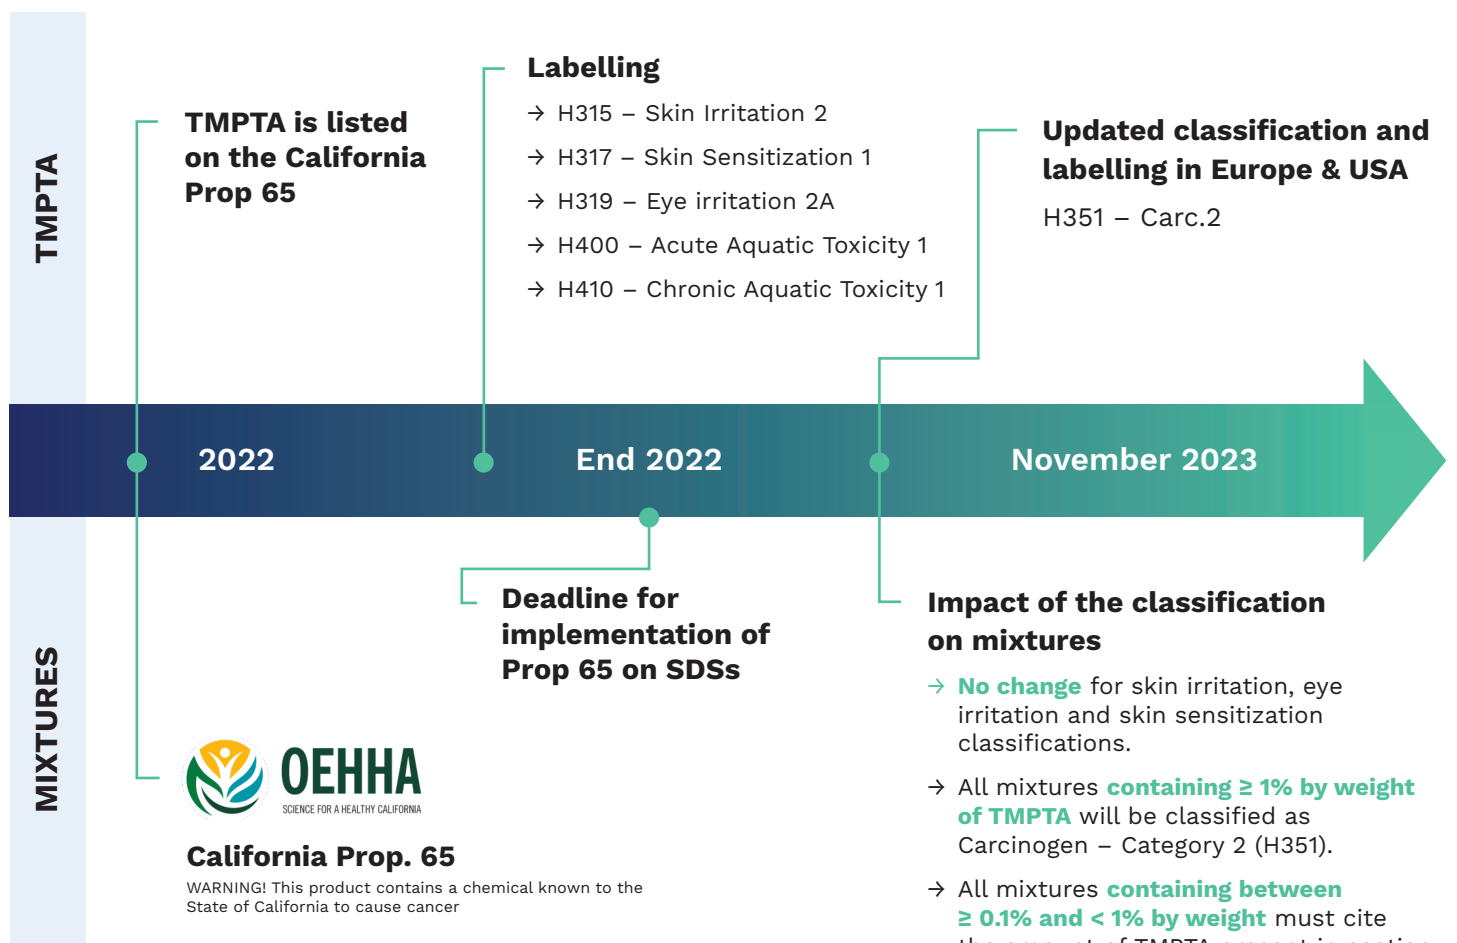 TMPTA
TMPTA is listed
on the California
Prop 65
Labelling
→ H315 – Skin Irritation 2
→ H317 – Skin Sensitization 1
→ H319 – Eye irritation 2A
→ H400 – Acute Aquatic Toxicity 1
→ H410 – Chronic Aquatic Toxicity 1
Updated classification and
labelling in Europe & USA
H351 – Carc.2
2022
End 2022
November 2023
MIXTURES
OEHHA
SCIENCE FOR A HEALTHY CALIFORNIA
California Prop. 65
WARNING! This product contains a chemical known to the
State of California to cause cancer
Deadline for
implementation of
Prop 65 on SDSs
Impact of the classification
on mixtures
→ No change for skin irritation, eye
irritation and skin sensitization
classifications.
→ All mixtures containing ≥ 1% by weight
of TMPTA will be classified as
Carcinogen – Category 2 (H351).
→ All mixtures containing between
≥ 0.1% and < 1% by weight must cite